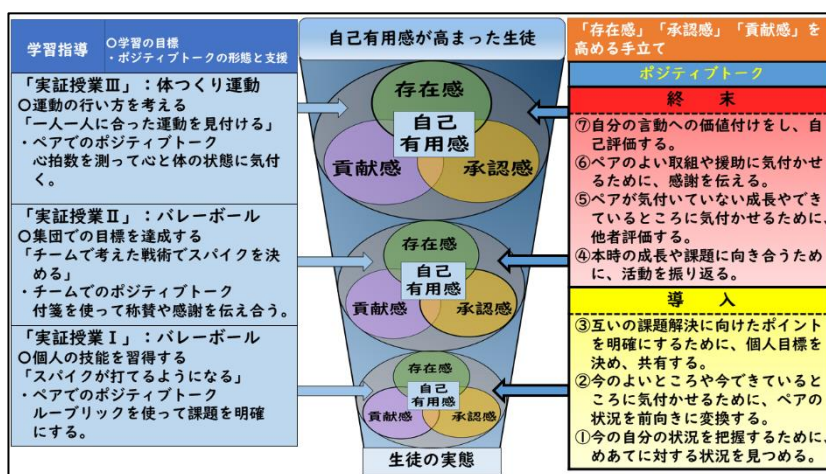 学習指導
〇学習の目標
・ポジティブトークの形態と支援
「実証授業Ⅲ」：体つくり運動
〇運動の行い方を考える
「一人一人に合った運動を見付ける」
・ペアでのポジティブトーク
心拍数を測って心と体の状態に気付
く。
「実証授業Ⅱ」：バレーボール
〇集団での目標を達成する
「チームで考えた戦術でスパイクを決
める」
・チームでのポジティブトーク
付箋を使って称賛や感謝を伝え合う。
「実証授業Ⅰ」：バレーボール
〇個人の技能を習得する
「スパイクが打てるようになる」
・ペアでのポジティブトーク
ルーブリックを使って課題を明確
にする。
自己有用感が高まった生徒
存在感
自己
有用感
貢献感
承認感
存在感
自己
有用感
貢献感
承認感
存在感
自己
有用感
貢献感
承認感
生徒の実態
「存在感」「承認感」「貢献感」を
高める手立て
ポジティブトーク
終　末
⑦自分の言動への価値付けをし、自
己評価する。
⑥ペアのよい取組や援助に気付かせ
るために、感謝を伝える。
⑤ペアが気付いていない成長やでき
ているところに気付かせるために、
他者評価する。
④本時の成長や課題に向き合うため
に、活動を振り返る。
導　入
③互いの課題解決に向けたポイント
を明確にするために、個人目標を
決め、共有する。
②今のよいところや今できていると
ころに気付かせるために、ペアの
状況を前向きに変換する。
①今の自分の状況を把握するために、
めあてに対する状況を見つめる。